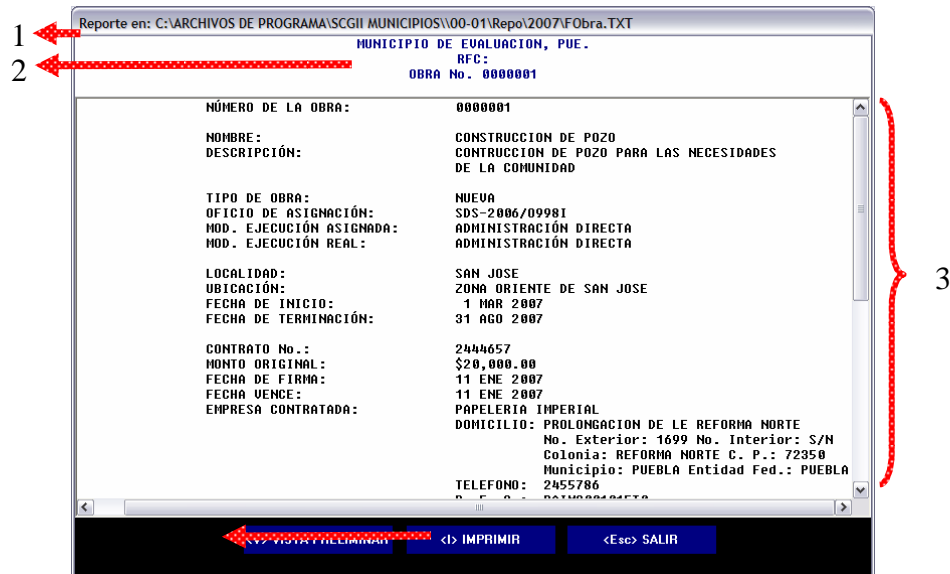 Reporte en: C:\ARCHIVOS DE PROGRAMA\SCGII MUNICIPIOS\\00-01\Repo\2007\FObra.TXT
1
MUNICIPIO DE EVALUACION, PUE.
2
RFC:
OBRA No. 0000001
NÚMERO DE LA OBRA: 0000001
NOMBRE: CONSTRUCCION DE POZO
DESCRIPCIÓN: CONTRUCCION DE POZO PARA LAS NECESIDADES
DE LA COMUNIDAD
TIPO DE OBRA: NUEVA
OFICIO DE ASIGNACIÓN: SDS-2006/0998I
MOD. EJECUCIÓN ASIGNADA: ADMINISTRACIÓN DIRECTA
MOD. EJECUCIÓN REAL: ADMINISTRACIÓN DIRECTA
LOCALIDAD: SAN JOSE
3
UBICACIÓN: ZONA ORIENTE DE SAN JOSE
FECHA DE INICIO: 1 MAR 2007
FECHA DE TERMINACIÓN: 31 AGO 2007
CONTRATO No.: 2444657
MONTO ORIGINAL: $20,000.00
FECHA DE FIRMA: 11 ENE 2007
FECHA VENCE: 11 ENE 2007
EMPRESA CONTRATADA: PAPELERIA IMPERIAL
DOMICILIO: PROLONGACION DE LE REFORMA NORTE
No. Exterior: 1699 No. Interior: S/N
Colonia: REFORMA NORTE C. P.: 72350
Municipio: PUEBLA Entidad Fed.: PUEBLA
TELEFONO: 2455786
<V> VISTA PRELIMINAR <I> IMPRIMIR <Esc> SALIR